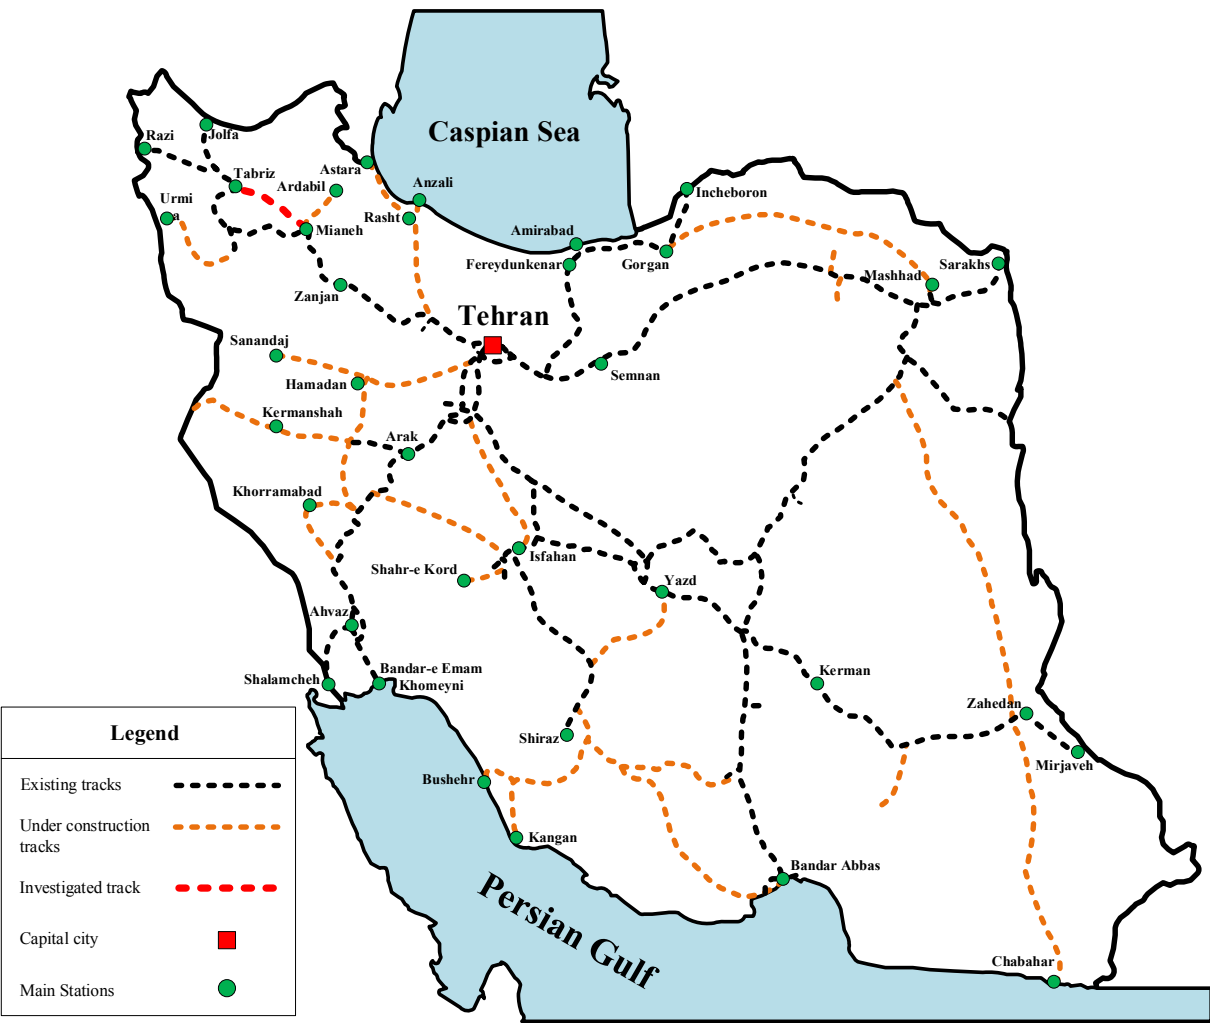 Caspian Sea
Razi
Jolfa
Tabriz
Astara
Ardabil
Anzali
Urmi
a
Rasht
Mianeh
Incheboron
Amirabad
Fereydunkenar
Gorgan
Mashhad
Sarakhs
Zanjan
Tehran
Sanandaj
Hamadan
Semnan
Kermanshah
Arak
Khorramabad
Isfahan
Shahr-e Kord
Yazd
Ahvaz
Shalamcheh
Bandar-e Emam
Khomeyni
Kerman
Zahedan
Mirjaveh
Shiraz
Bushehr
Kangan
Bandar Abbas
Chabahar
Persian Gulf
Legend
Existing tracks
Under construction
tracks
Investigated track
Capital city
Main Stations